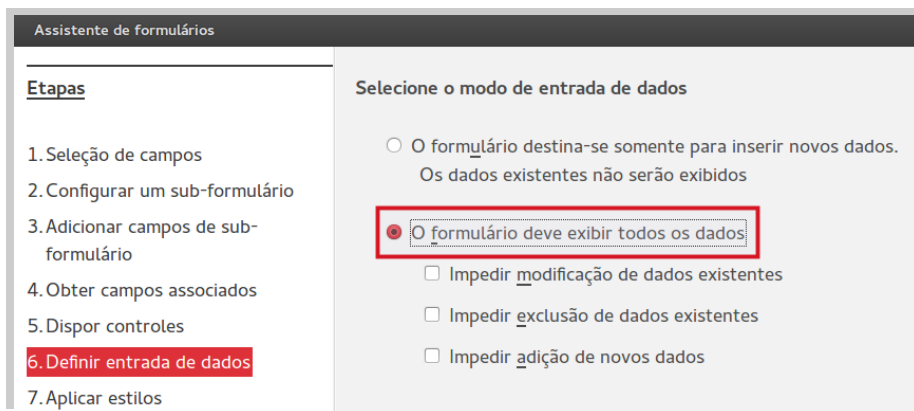 Assistente de formulários
Etapas
1. Seleção de campos
2. Configurar um sub-formulário
3. Adicionar campos de sub-
formulário
4. Obter campos associados
5. Dispor controles
6. Definir entrada de dados
7. Aplicar estilos
Selecione o modo de entrada de dados
O formulário destina-se somente para inserir novos dados.
Os dados existentes não serão exibidos
O formulário deve exibir todos os dados
Impedir modificação de dados existentes
Impedir exclusão de dados existentes
Impedir adição de novos dados